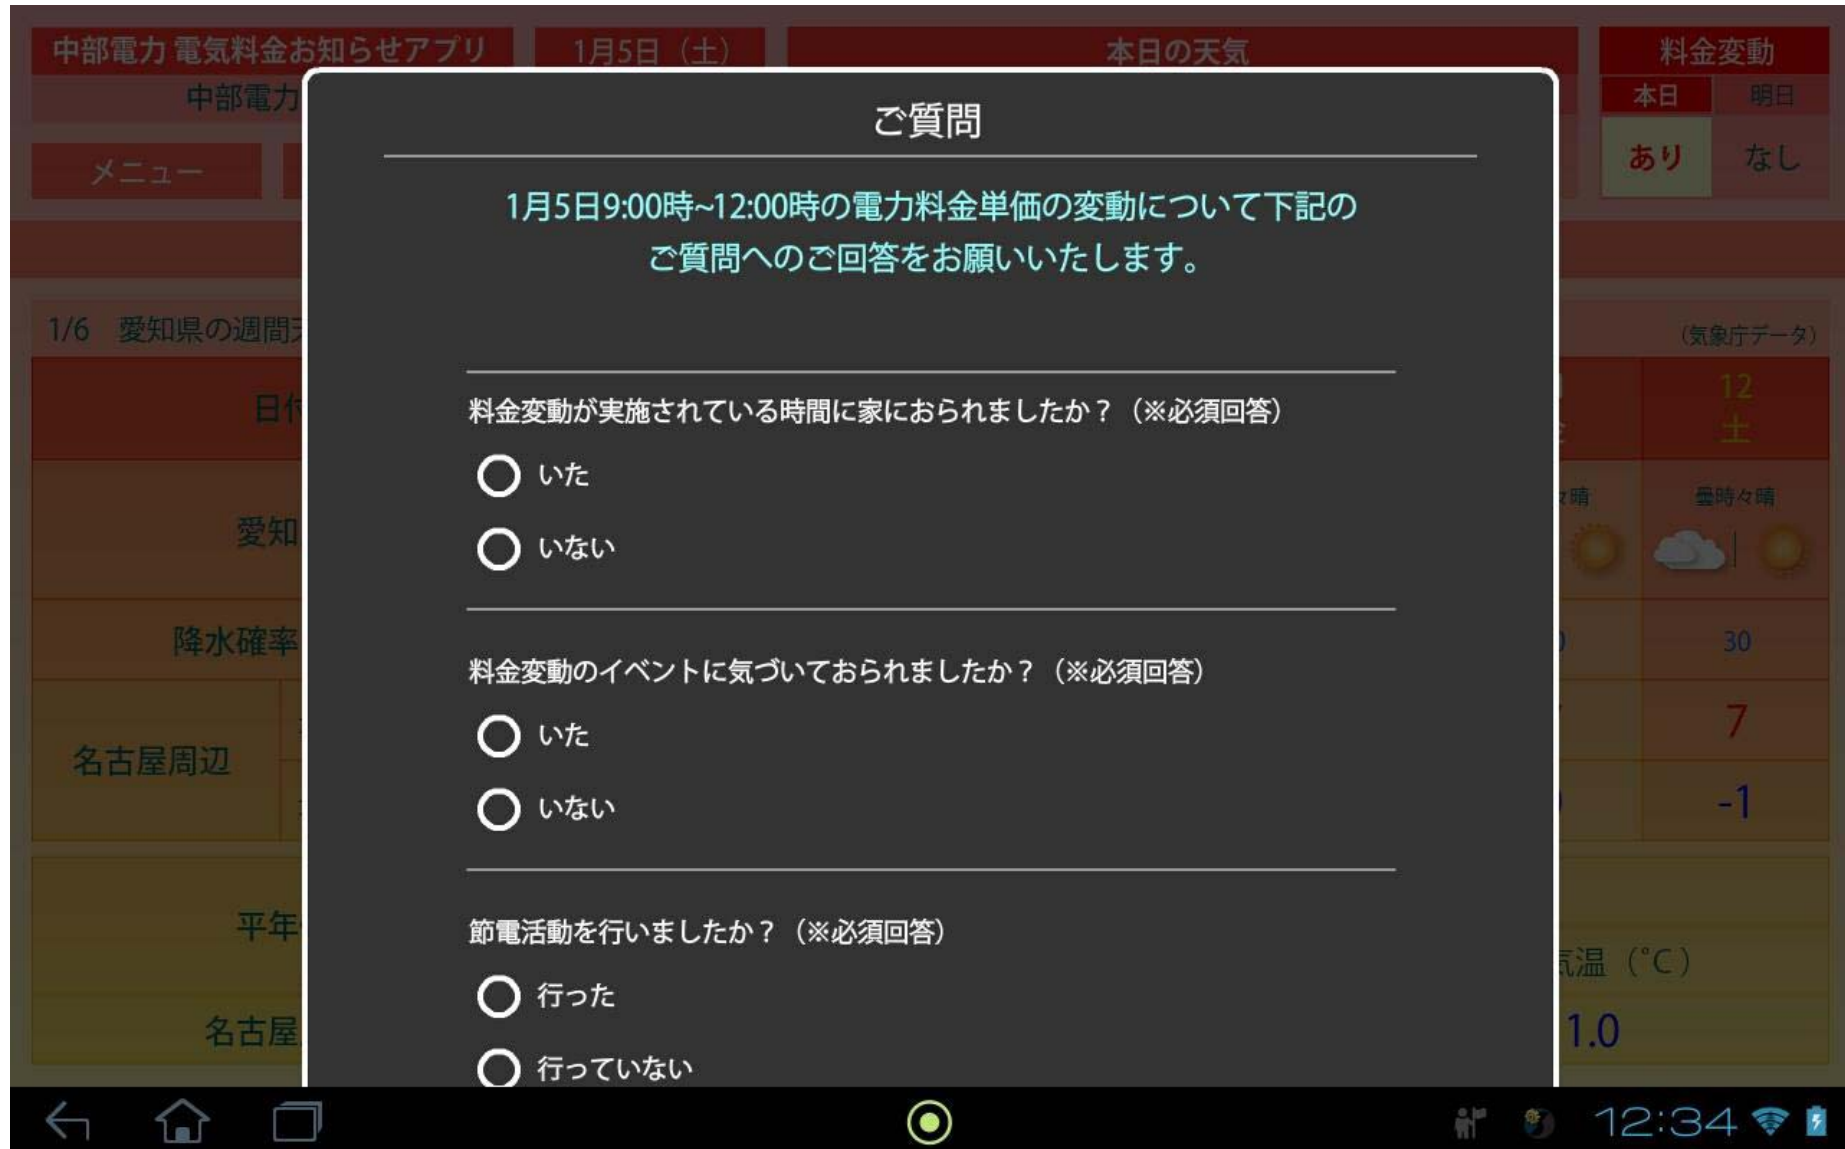 中部電力 電気料金お知らせアプリ
1月5日（土）
本日の天気
料金変動
中部電力
本日
明日
メニュー
あり
なし
ご質問
1月5日9:00時~12:00時の電力料金単価の変動について下記の
ご質問へのご回答をお願いいたします。
1/6 愛知県の週間天
（気象庁データ）
日付
12
土
料金変動が実施されている時間に家におられましたか？（※必須回答）
いた
いない
愛知
々晴
曇時々晴
降水確率
30
料金変動のイベントに気づいておられましたか？（※必須回答）
いた
いない
名古屋周辺
7
-1
節電活動を行いましたか？（※必須回答）
行った
行っていない
平年
気温（°C）
名古屋
1.0
12:34